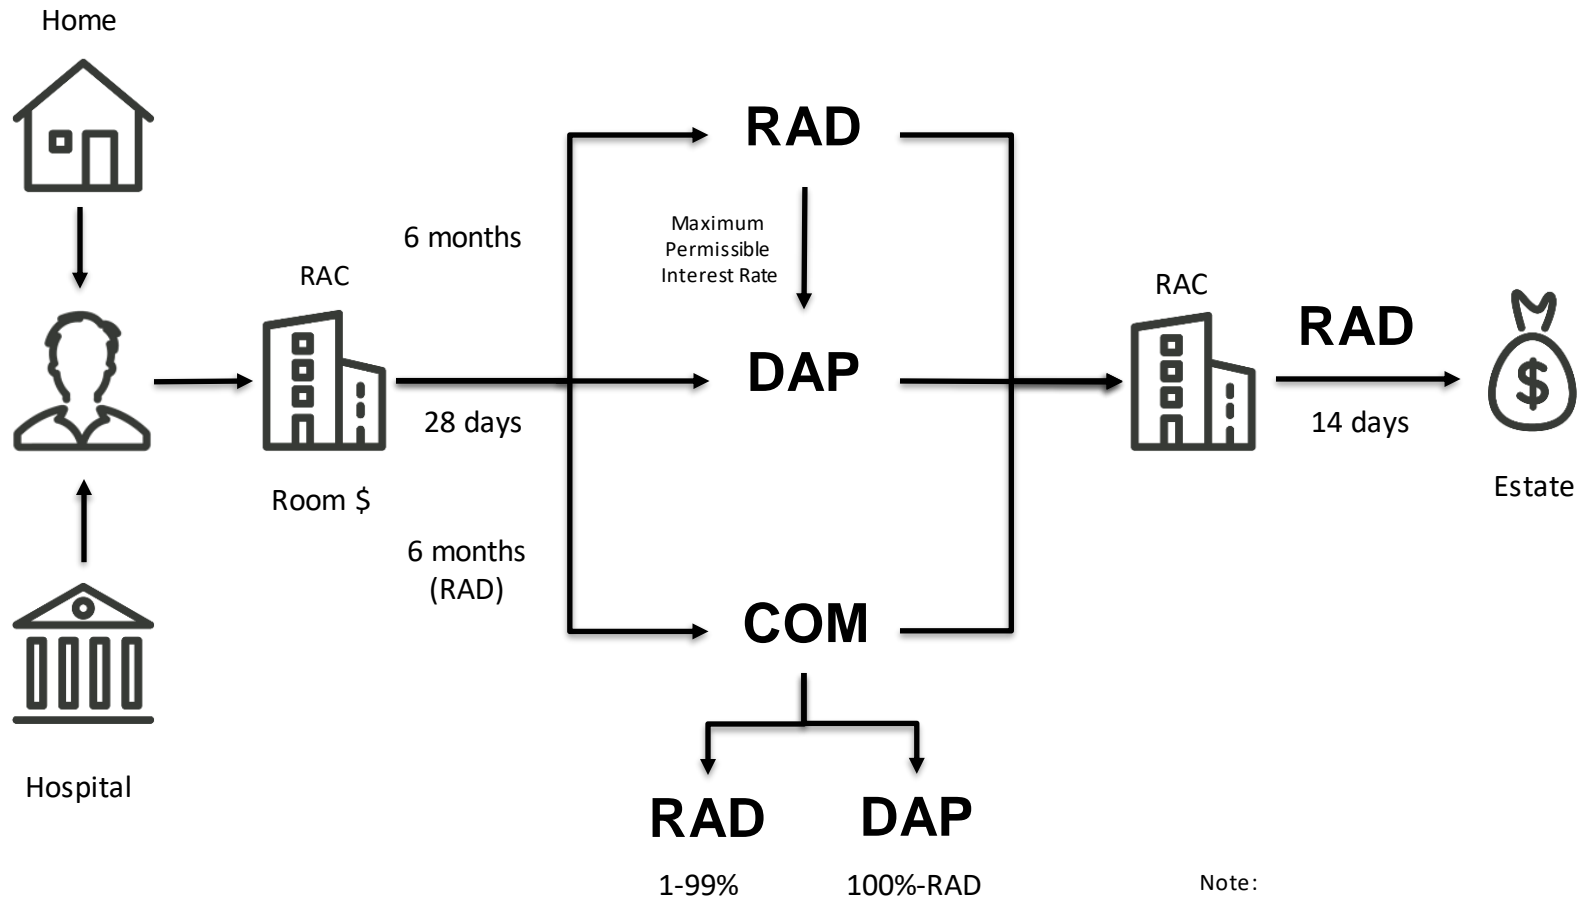 Home
RAD
6 months
Maximum
Permissible
Interest Rate
RAC
RAC
RAD
DAP
28 days
14 days
$
Room $
Estate
6 months
(RAD)
COM
Hospital
RAD
DAP
1-99%
100%-RAD
Note: